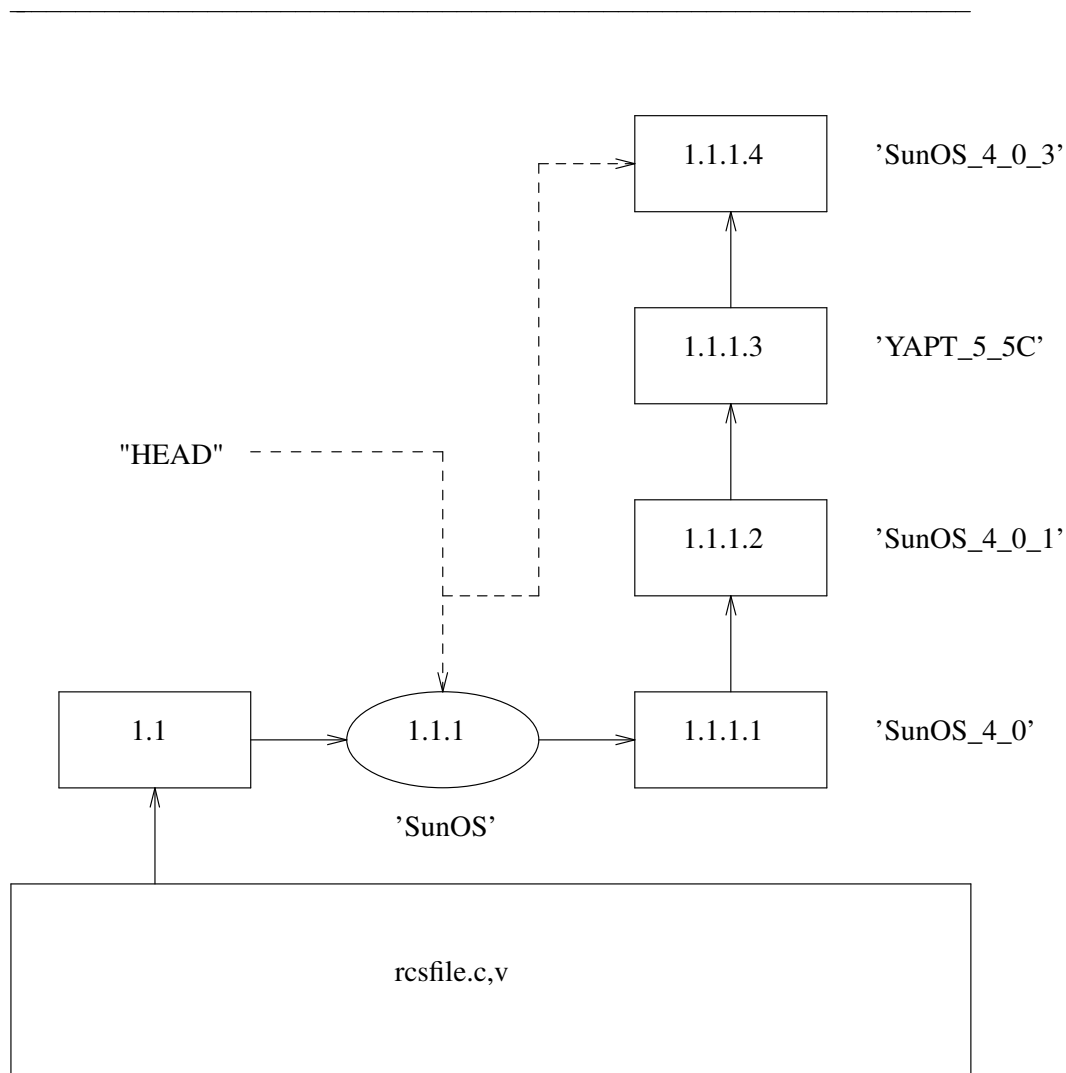 1.1.1.4 ’SunOS_4_0_3’
1.1.1.3 ’YAPT_5_5C’
"HEAD"
1.1.1.2 ’SunOS_4_0_1’
1.1 1.1.1 1.1.1.1 ’SunOS_4_0’
’SunOS’
rcsfile.c,v